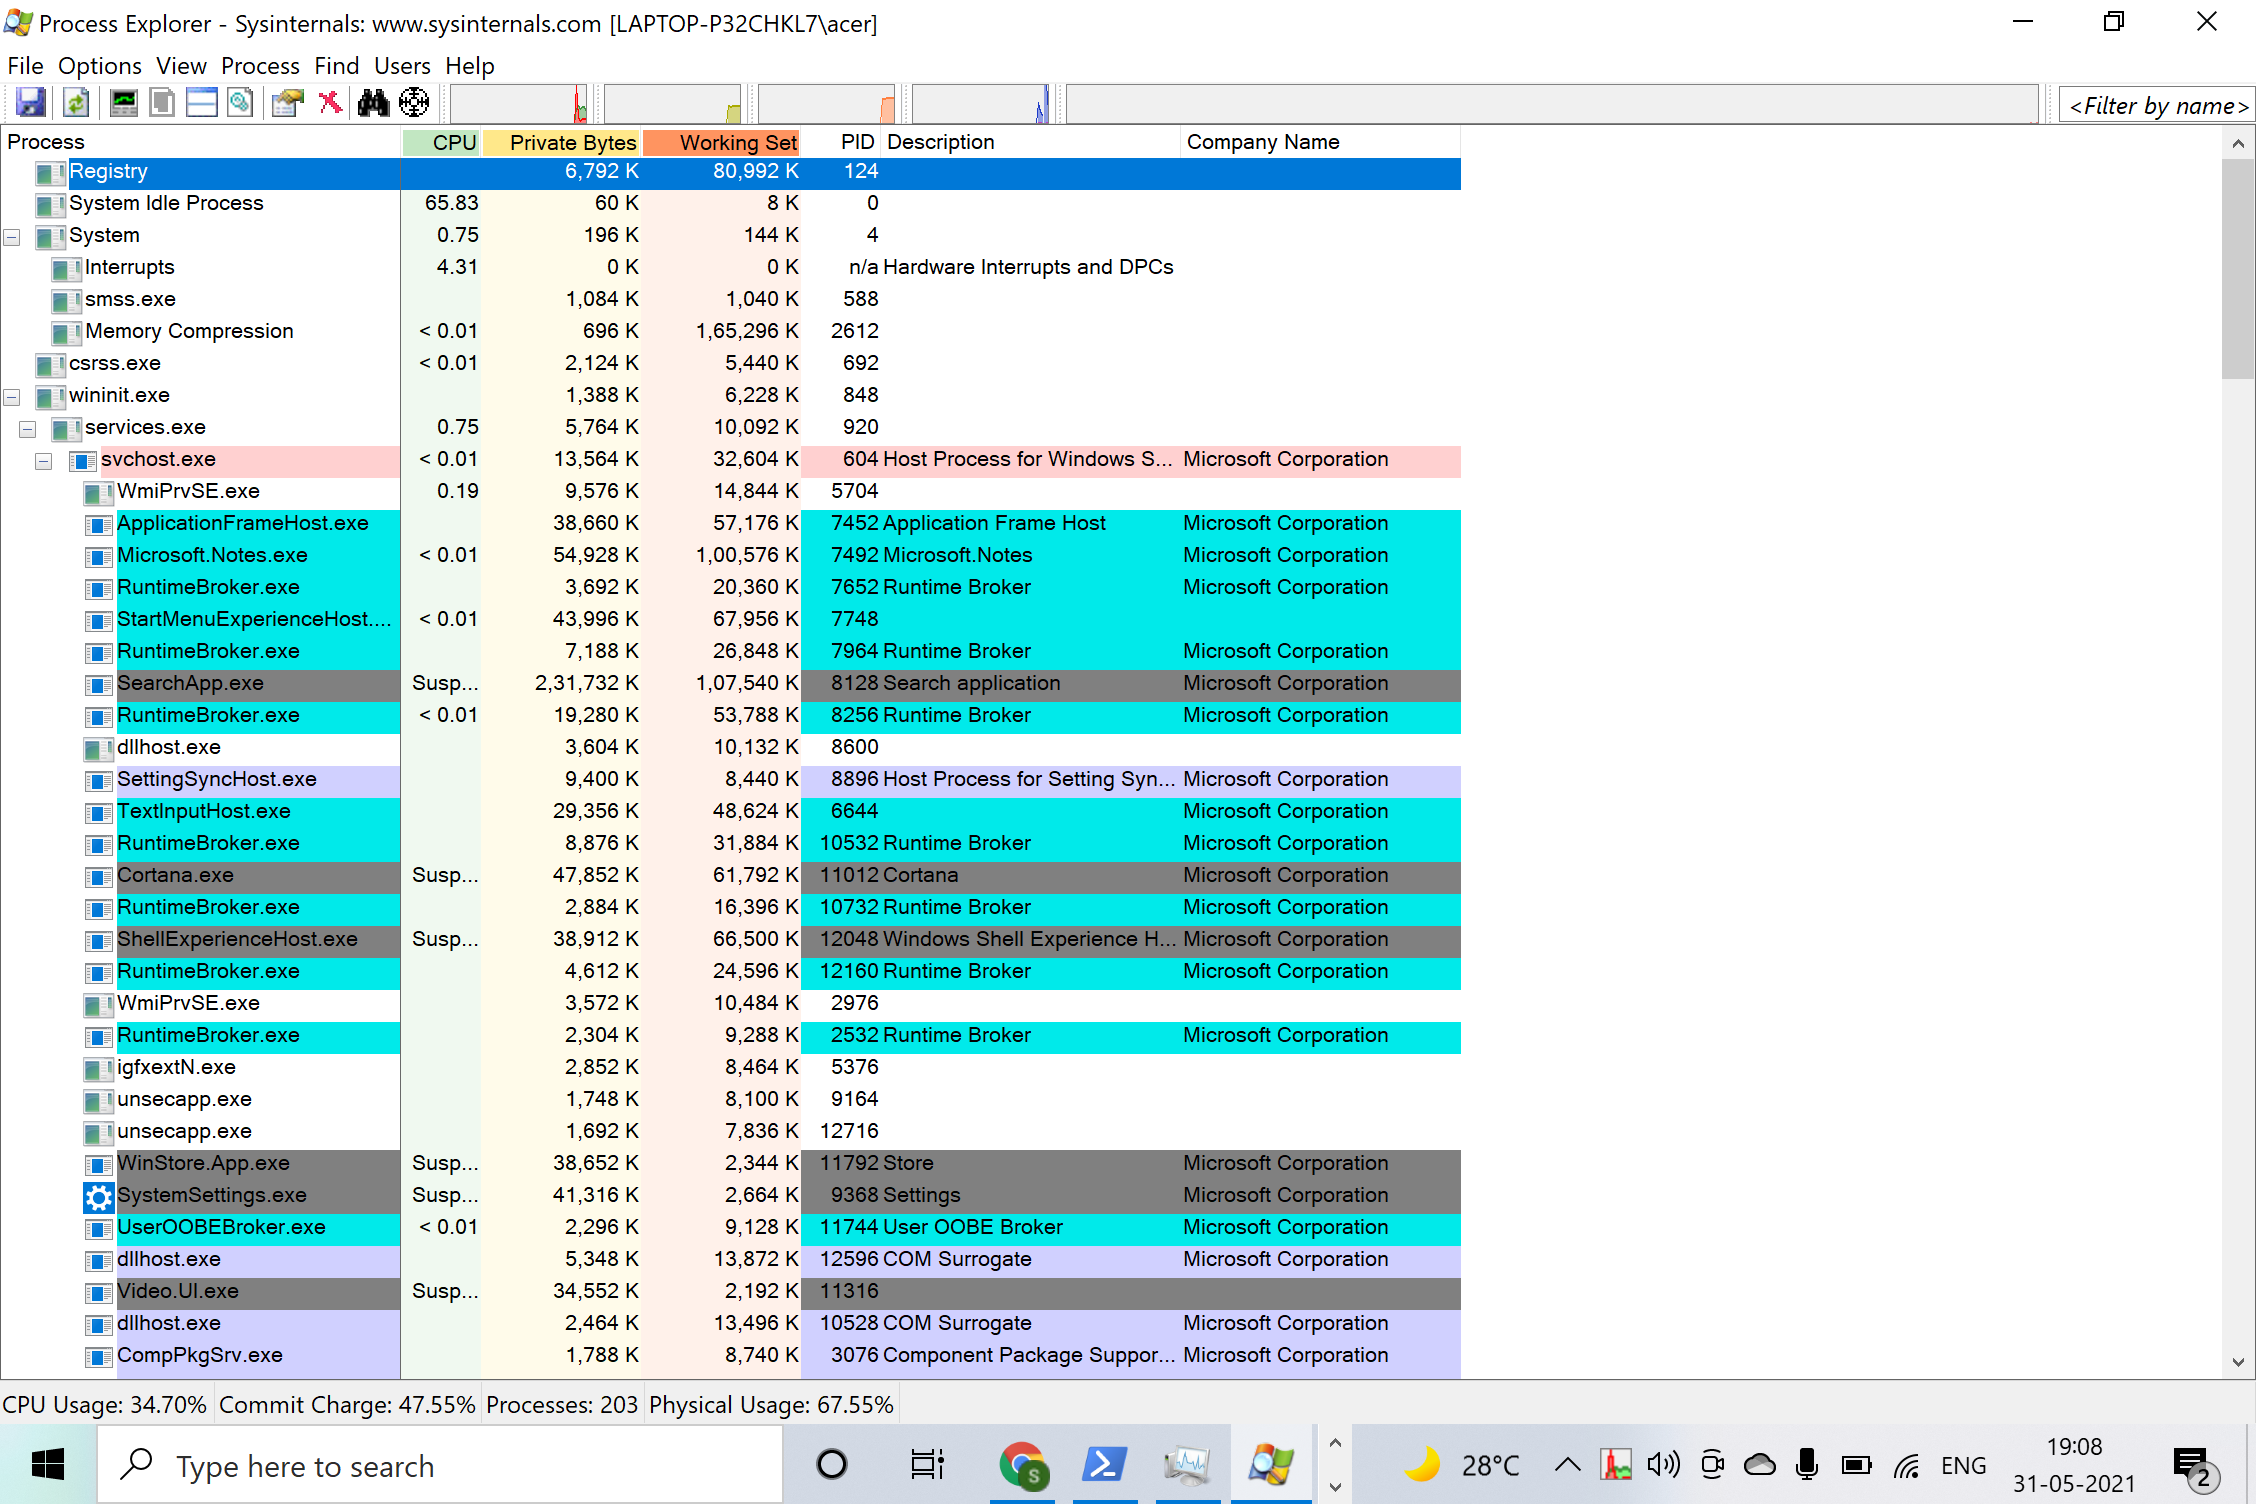 Process Explorer - Sysinternals: www.sysinternals.com [LAPTOP-P32CHKL7\acer]
File Options View Process Find Users Help
<Filter by name>
Process CPU Private Bytes Working Set PID Description Company Name
Registry 6,792 K 80,992 K 124
System Idle Process 65.83 60 K 8 K 0
System 0.75 196 K 144 K 4
Interrupts 4.31 0 K 0 K n/a Hardware Interrupts and DPCs
smss.exe 1,084 K 1,040 K 588
Memory Compression < 0.01 696 K 1,65,296 K 2612
csrss.exe < 0.01 2,124 K 5,440 K 692
wininit.exe 1,388 K 6,228 K 848
services.exe 0.75 5,764 K 10,092 K 920
svchost.exe < 0.01 13,564 K 32,604 K 604 Host Process for Windows S... Microsoft Corporation
WmiPrvSE.exe 0.19 9,576 K 14,844 K 5704
ApplicationFrameHost.exe 38,660 K 57,176 K 7452 Application Frame Host Microsoft Corporation
Microsoft.Notes.exe < 0.01 54,928 K 1,00,576 K 7492 Microsoft.Notes Microsoft Corporation
RuntimeBroker.exe 3,692 K 20,360 K 7652 Runtime Broker Microsoft Corporation
StartMenuExperienceHost.... < 0.01 43,996 K 67,956 K 7748
RuntimeBroker.exe 7,188 K 26,848 K 7964 Runtime Broker Microsoft Corporation
SearchApp.exe Susp... 2,31,732 K 1,07,540 K 8128 Search application Microsoft Corporation
RuntimeBroker.exe < 0.01 19,280 K 53,788 K 8256 Runtime Broker Microsoft Corporation
dllhost.exe 3,604 K 10,132 K 8600
SettingSyncHost.exe 9,400 K 8,440 K 8896 Host Process for Setting Syn... Microsoft Corporation
TextInputHost.exe 29,356 K 48,624 K 6644 Microsoft Corporation
RuntimeBroker.exe 8,876 K 31,884 K 10532 Runtime Broker Microsoft Corporation
Cortana.exe Susp... 47,852 K 61,792 K 11012 Cortana Microsoft Corporation
RuntimeBroker.exe 2,884 K 16,396 K 10732 Runtime Broker Microsoft Corporation
ShellExperienceHost.exe Susp... 38,912 K 66,500 K 12048 Windows Shell Experience H... Microsoft Corporation
RuntimeBroker.exe 4,612 K 24,596 K 12160 Runtime Broker Microsoft Corporation
WmiPrvSE.exe 3,572 K 10,484 K 2976
RuntimeBroker.exe 2,304 K 9,288 K 2532 Runtime Broker Microsoft Corporation
igfxextN.exe 2,852 K 8,464 K 5376
unsecapp.exe 1,748 K 8,100 K 9164
unsecapp.exe 1,692 K 7,836 K 12716
WinStore.App.exe Susp... 38,652 K 2,344 K 11792 Store Microsoft Corporation
SystemSettings.exe Susp... 41,316 K 2,664 K 9368 Settings Microsoft Corporation
UserOOBEBroker.exe < 0.01 2,296 K 9,128 K 11744 User OOBE Broker Microsoft Corporation
dllhost.exe 5,348 K 13,872 K 12596 COM Surrogate Microsoft Corporation
Video.UI.exe Susp... 34,552 K 2,192 K 11316
dllhost.exe 2,464 K 13,496 K 10528 COM Surrogate Microsoft Corporation
CompPkgSrv.exe 1,788 K 8,740 K 3076 Component Package Suppor... Microsoft Corporation
CPU Usage: 34.70% Commit Charge: 47.55% Processes: 203 Physical Usage: 67.55%
Type here to search S 28°C ENG 19:08
31-05-2021 2